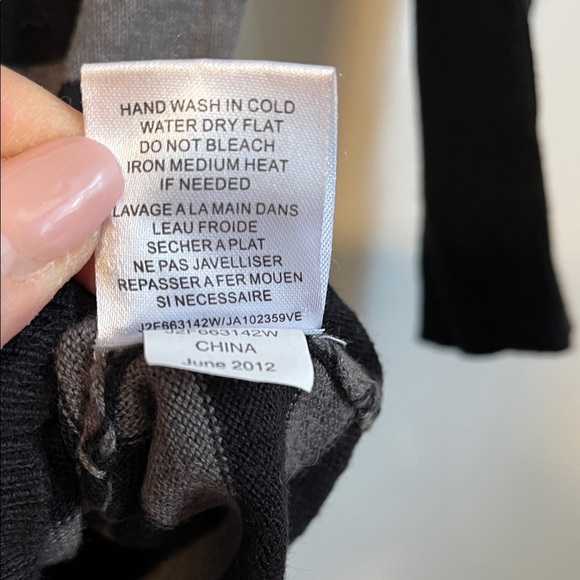 HAND WASH IN COLD
WATER DRY FLAT
DO NOT BLEACH
IRON MEDIUM HEAT
IF NEEDED
LAVAGE A LA MAIN DANS
LEAU FROIDE
SECHER A PLAT
NE PAS JAVELLISER
REPASSER A FER MOUEN
SI NECESSAIRE
J2F663142W/JA102359VE
J2F663142W
CHINA
June 2012